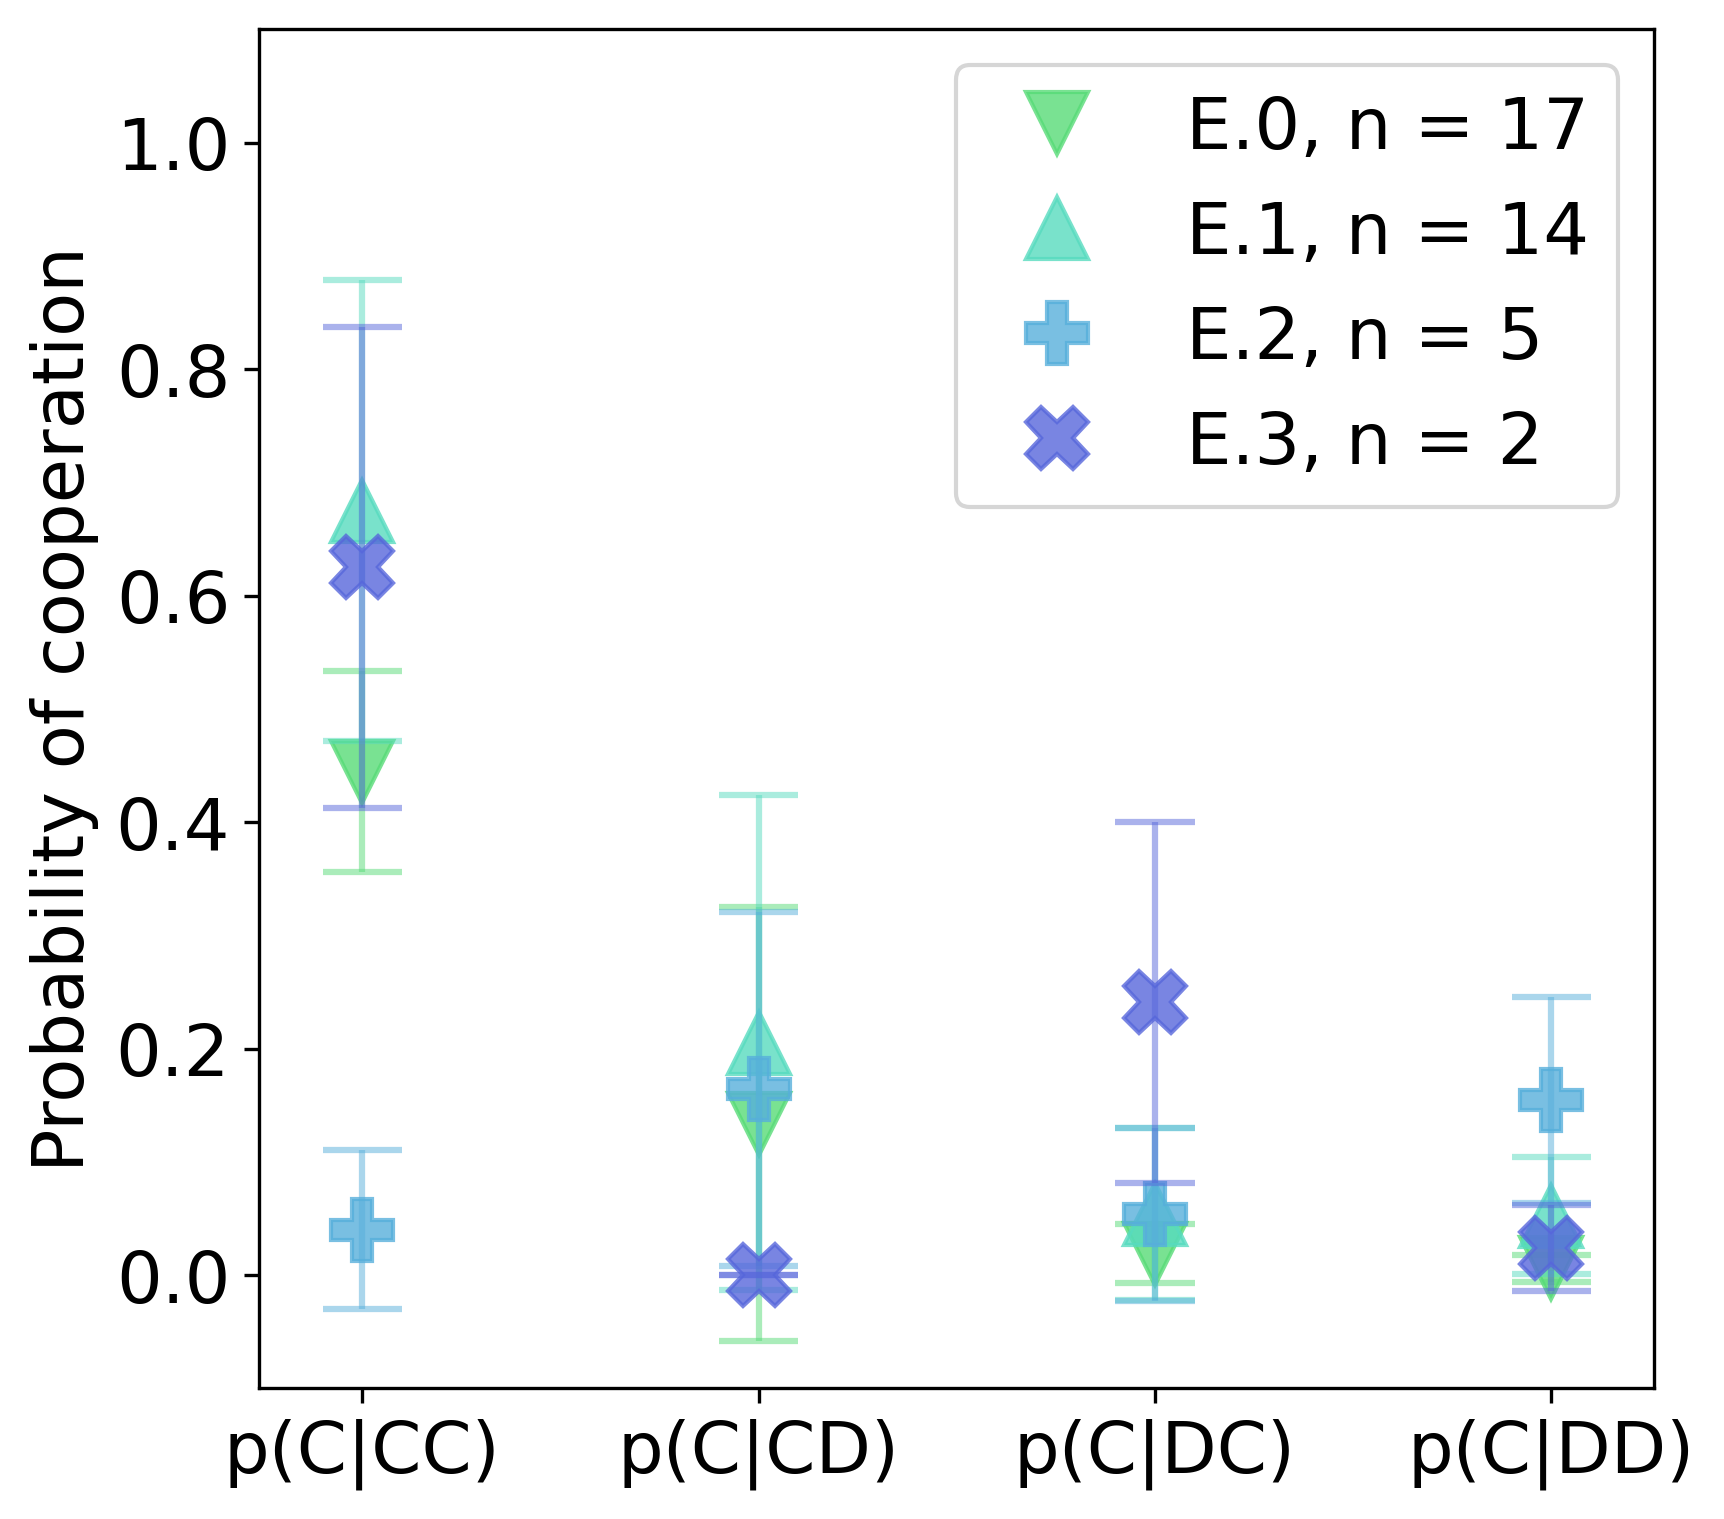 E.0, n = 17
E.1, n = 14
E.2, n = 5
E.3, n = 2
Probability of cooperation
1.0
0.8
0.6
0.4
0.2
0.0
p(C|CC)
p(C|CD)
p(C|DC)
p(C|DD)